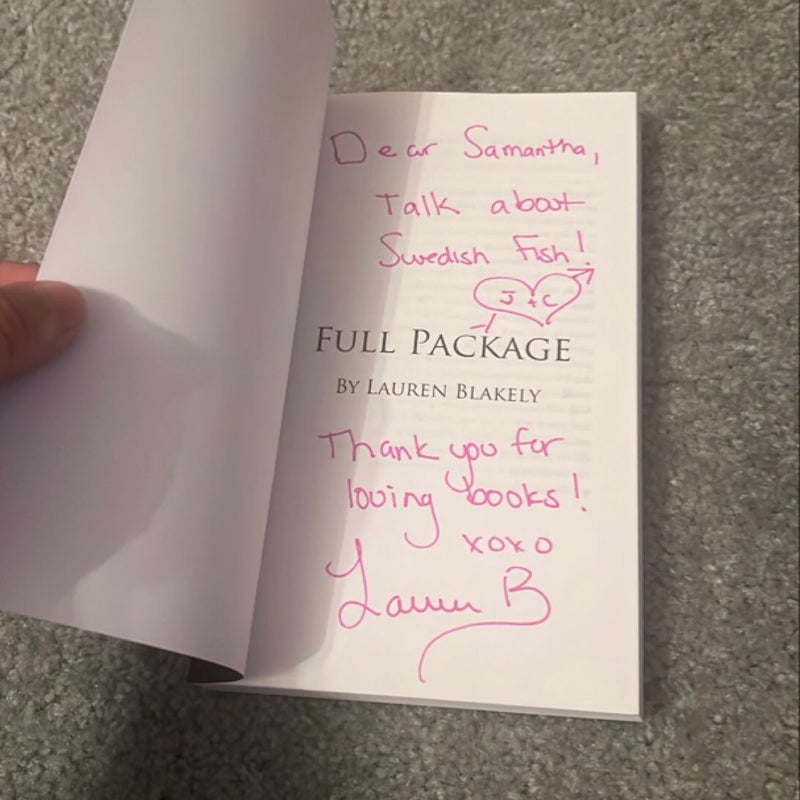 Dear Samantha,
Talk about
Swedish Fish!
J + C
FULL PACKAGE
BY LAUREN BLAKELY
Thank you for
loving books!
xoxo
Lauren B